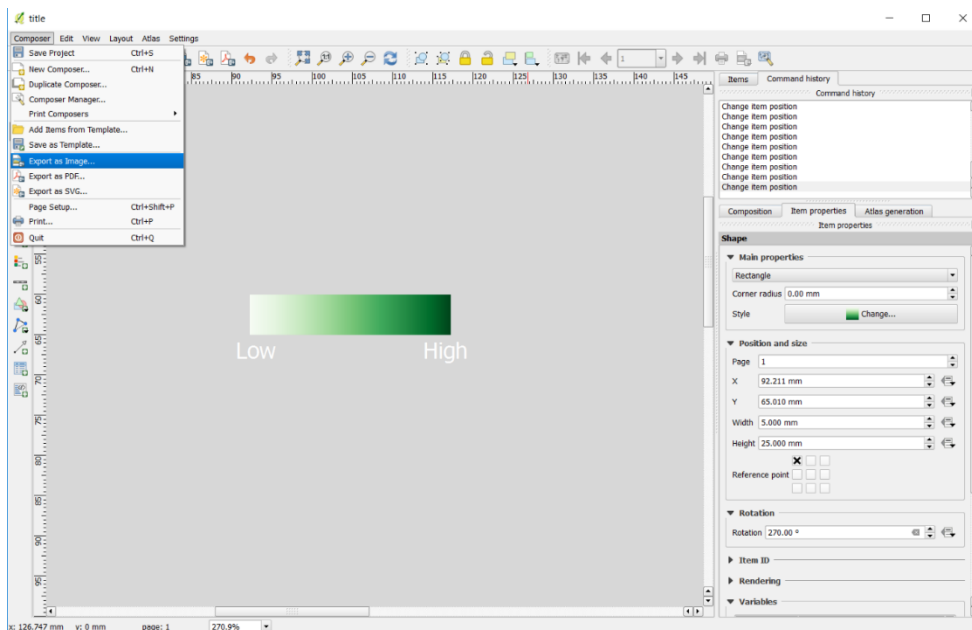 title
Composer Edit View Layout Atlas Settings
Save Project Ctrl+S
New Composer... Ctrl+N
Duplicate Composer...
Composer Manager...
Print Composers
Add Items from Template...
Save as Template...
Export as Image...
Export as PDF...
Export as SVG...
Page Setup... Ctrl+Shift+P
Print... Ctrl+P
Quit Ctrl+Q
1
85 90 95 100 105 110 115 120 125 130 135 140 145
55
60
65
70
75
80
85
90
95
Low High
Items Command history
Command history
Change item position
Change item position
Change item position
Change item position
Change item position
Change item position
Change item position
Change item position
Change item position
Composition Item properties Atlas generation
Item properties
Shape
Main properties
Rectangle
Corner radius 0.00 mm
Style Change...
Position and size
Page 1
X 92.211 mm
Y 65.010 mm
Width 5.000 mm
Height 25.000 mm
Reference point
Rotation
Rotation 270.00 °
Item ID
Rendering
Variables
x: 126.747 mm y: 0 mm page: 1 270.9%